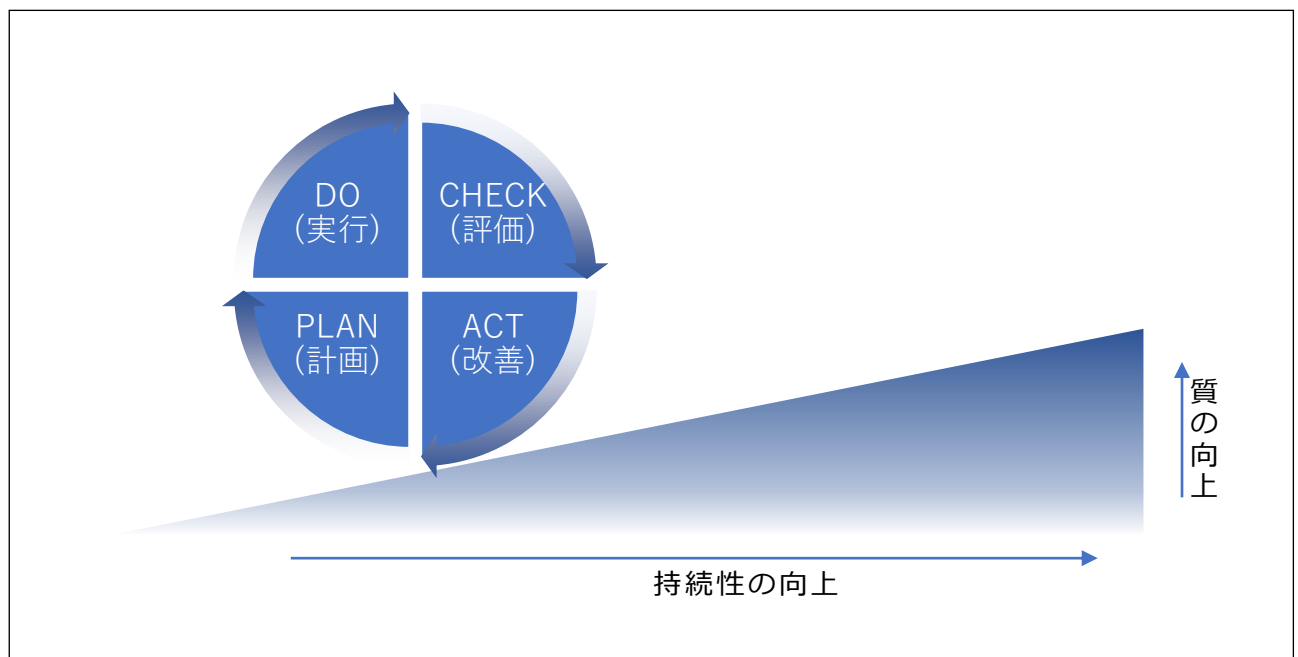 DO
(実行)
CHECK
(評価)
PLAN
(計画)
ACT
(改善)
質の向上
持続性の向上